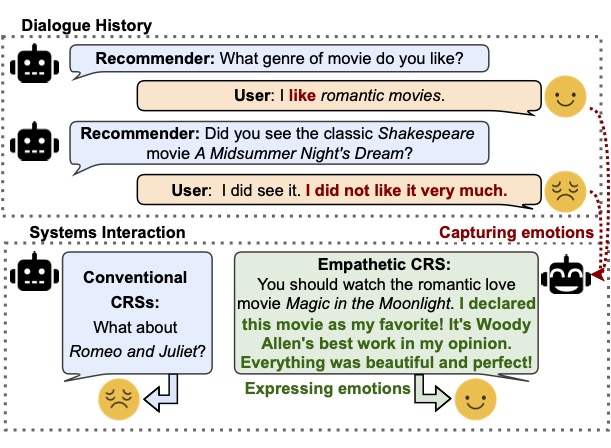 Dialogue History
Recommender: What genre of movie do you like?
User: I like romantic movies.
Recommender: Did you see the classic Shakespeare
movie A Midsummer Night's Dream?
User: I did see it. I did not like it very much.
Systems Interaction
Capturing emotions
Conventional
CRSs:
What about
Romeo and Juliet?
Empathetic CRS:
You should watch the romantic love
movie Magic in the Moonlight. I declared
this movie as my favorite! It's Woody
Allen's best work in my opinion.
Everything was beautiful and perfect!
Expressing emotions